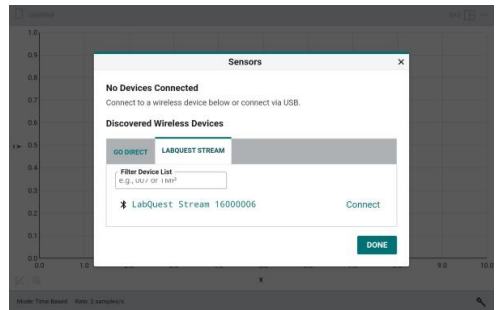 Untitled
1.0
Sensors
×
0.9
0.8
No Devices Connected
Connect to a wireless device below or connect via USB.
0.7
0.6
Discovered Wireless Devices
0.5
GO DIRECT
LABQUEST STREAM
0.4
Filter Device List
0.3
LabQuest Stream 16000006
Connect
0.2
0.1
DONE
0.0
0.0
1.0
9.0
10.0
X
Mode: Time Based Rate: 2 samples/s